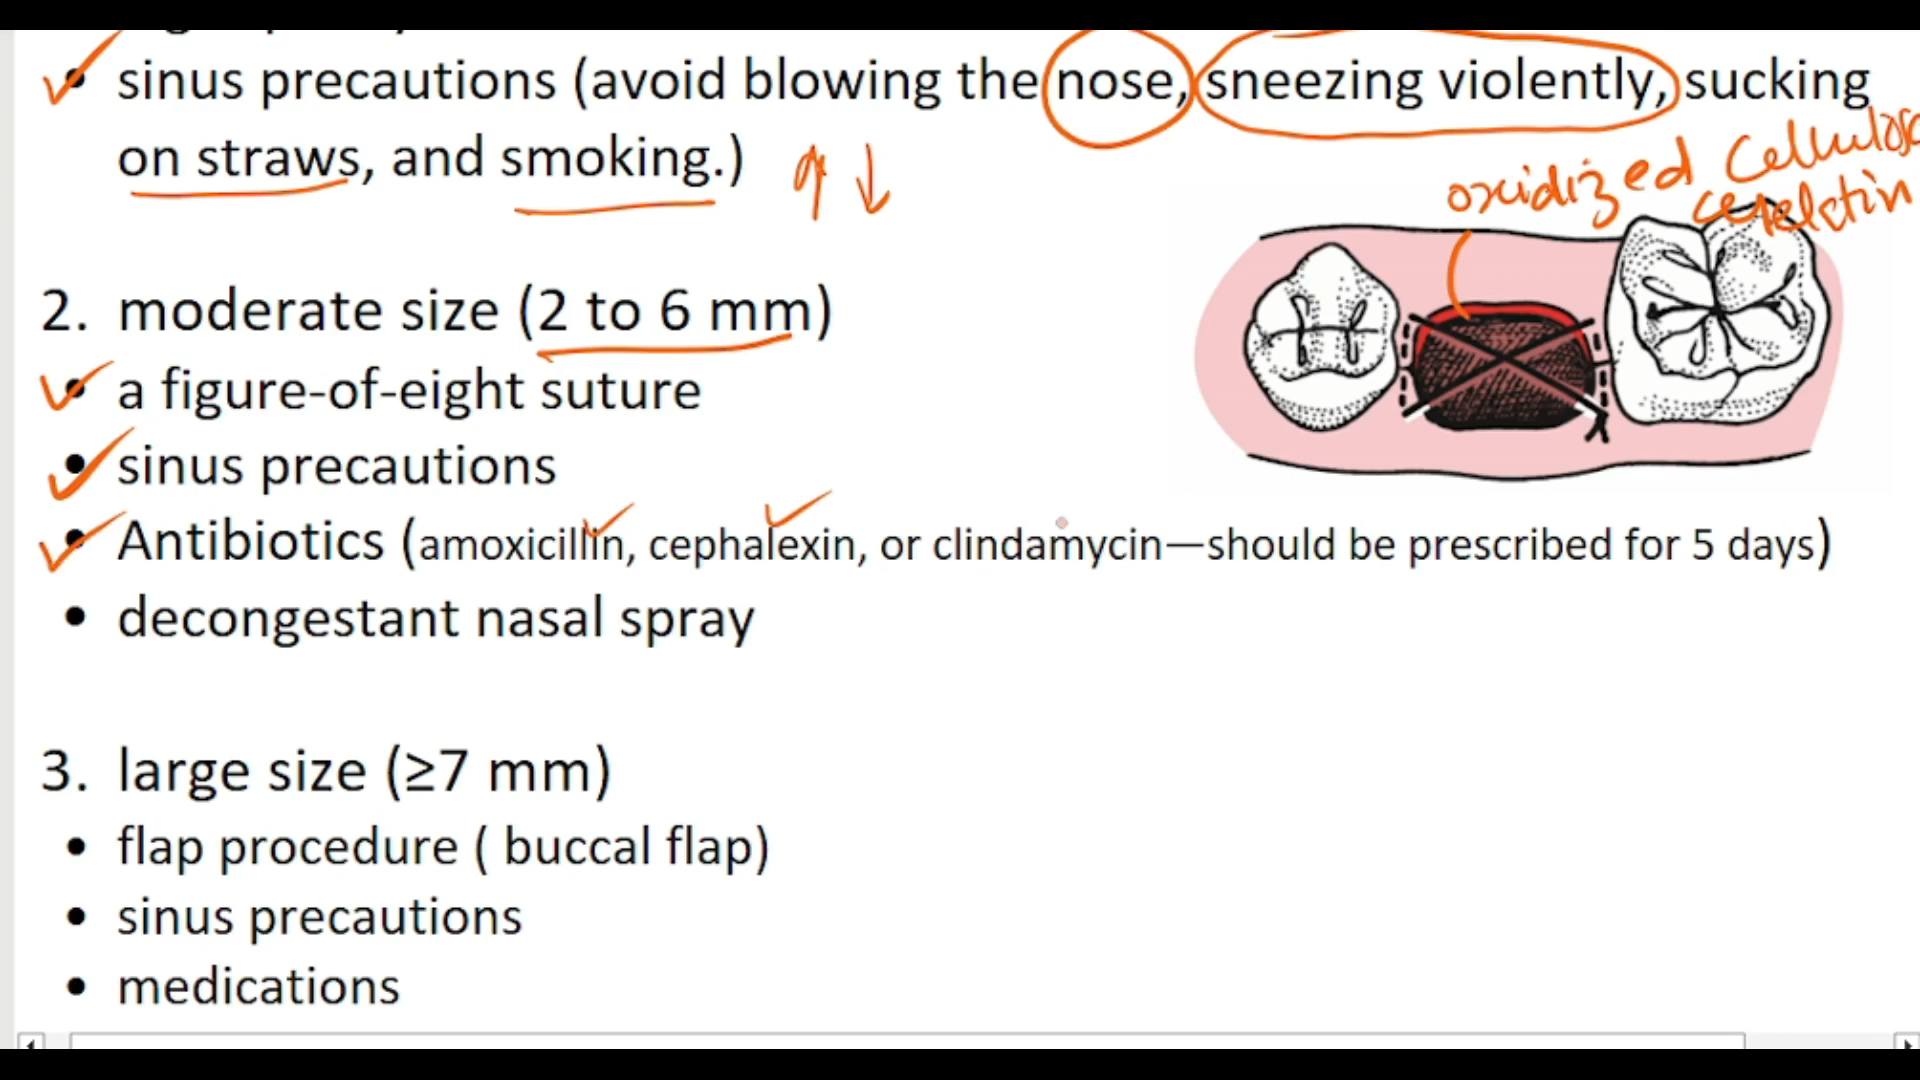 • sinus precautions (avoid blowing the nose, sneezing violently, sucking
on straws, and smoking.)
oxidized cellulose
2. moderate size (2 to 6 mm)
• a figure-of-eight suture
• sinus precautions
• Antibiotics (amoxicillin, cephalexin, or clindamycin—should be prescribed for 5 days)
• decongestant nasal spray
3. large size (≥7 mm)
• flap procedure ( buccal flap)
• sinus precautions
• medications